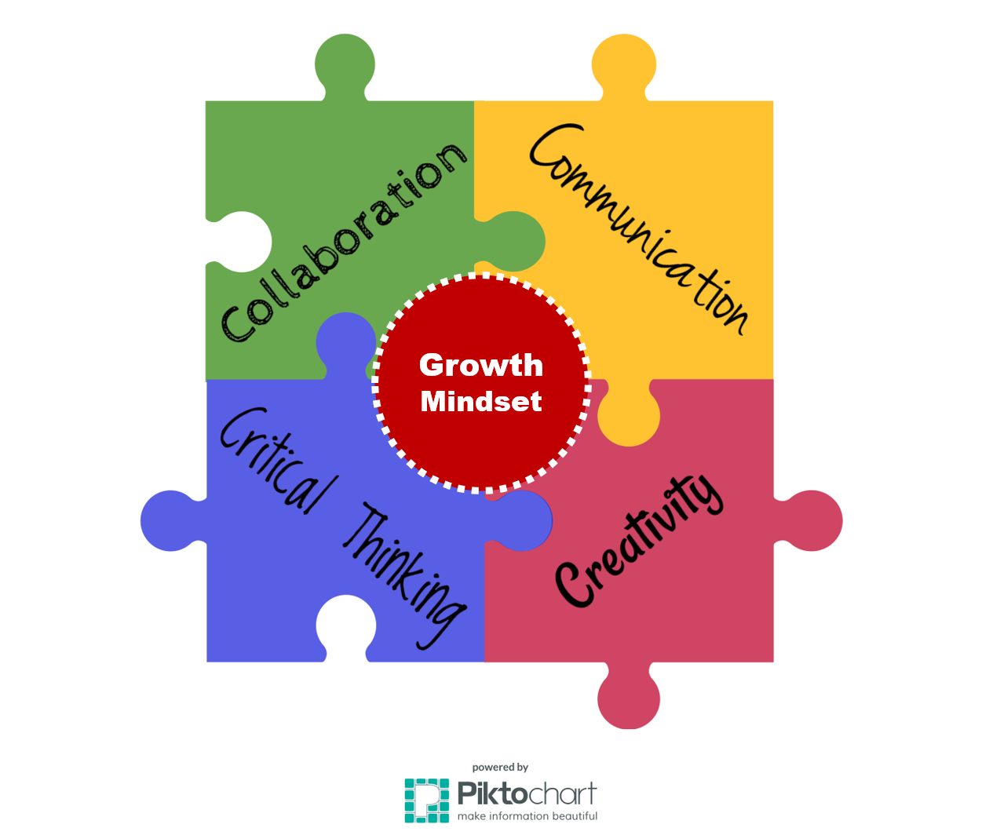 Collaboration
Communication
Growth
Mindset
Critical Thinking
Creativity
powered by
Piktochart
make information beautiful